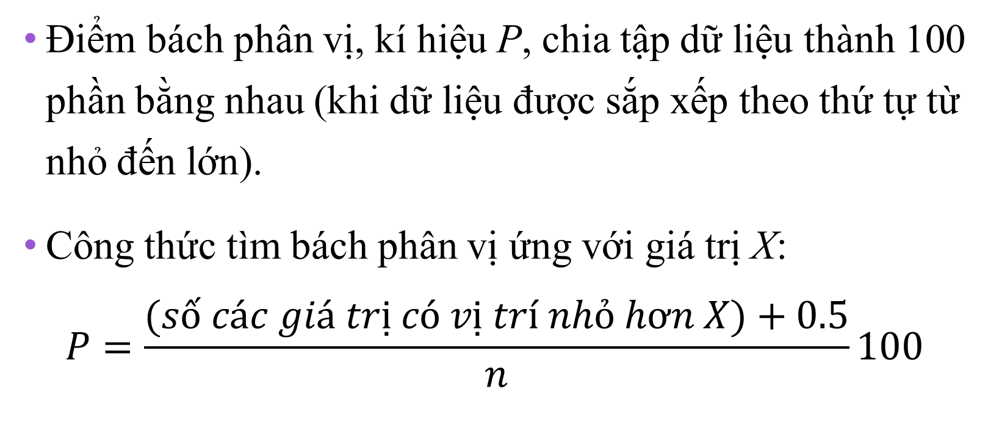 • Điểm bách phân vị, kí hiệu P, chia tập dữ liệu thành 100
phần bằng nhau (khi dữ liệu được sắp xếp theo thứ tự từ
nhỏ đến lớn).
• Công thức tìm bách phân vị ứng với giá trị X:
P = \frac{(số các giá trị có vị trí nhỏ hơn X) + 0.5}{n} 100